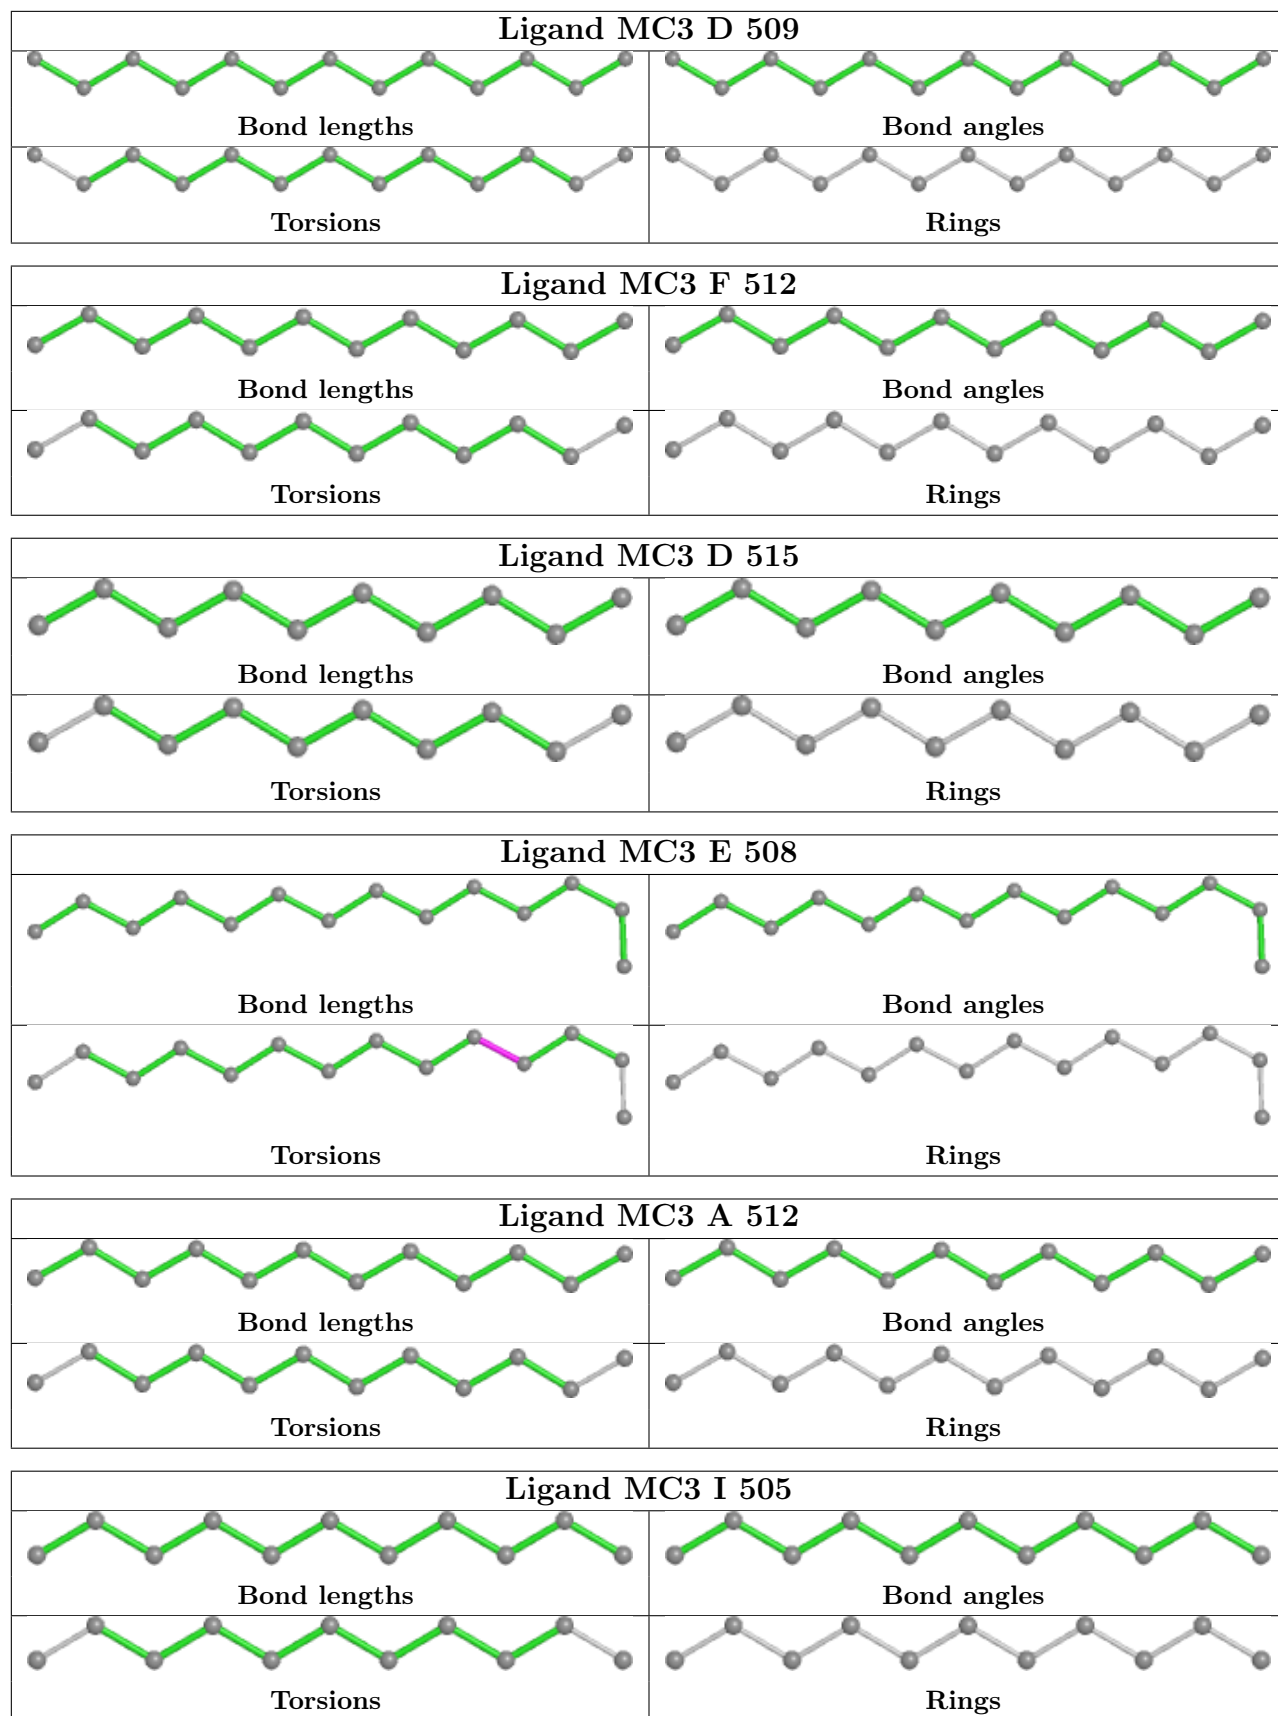 Ligand MC3 D 509
Bond lengths Bond angles
Torsions Rings
Ligand MC3 F 512
Bond lengths Bond angles
Torsions Rings
Ligand MC3 D 515
Bond lengths Bond angles
Torsions Rings
Ligand MC3 E 508
Bond lengths Bond angles
Torsions Rings
Ligand MC3 A 512
Bond lengths Bond angles
Torsions Rings
Ligand MC3 I 505
Bond lengths Bond angles
Torsions Rings